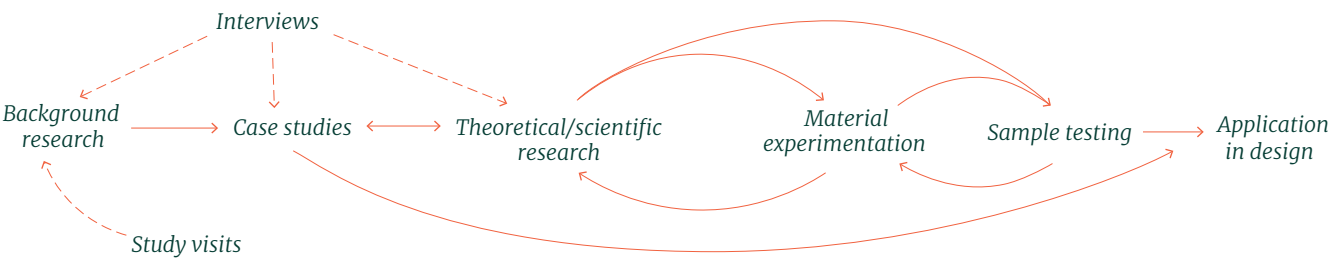 Interviews
Background
research
Case studies
Theoretical/scientific
research
Material
experimentation
Sample testing
Application
in design
Study visits